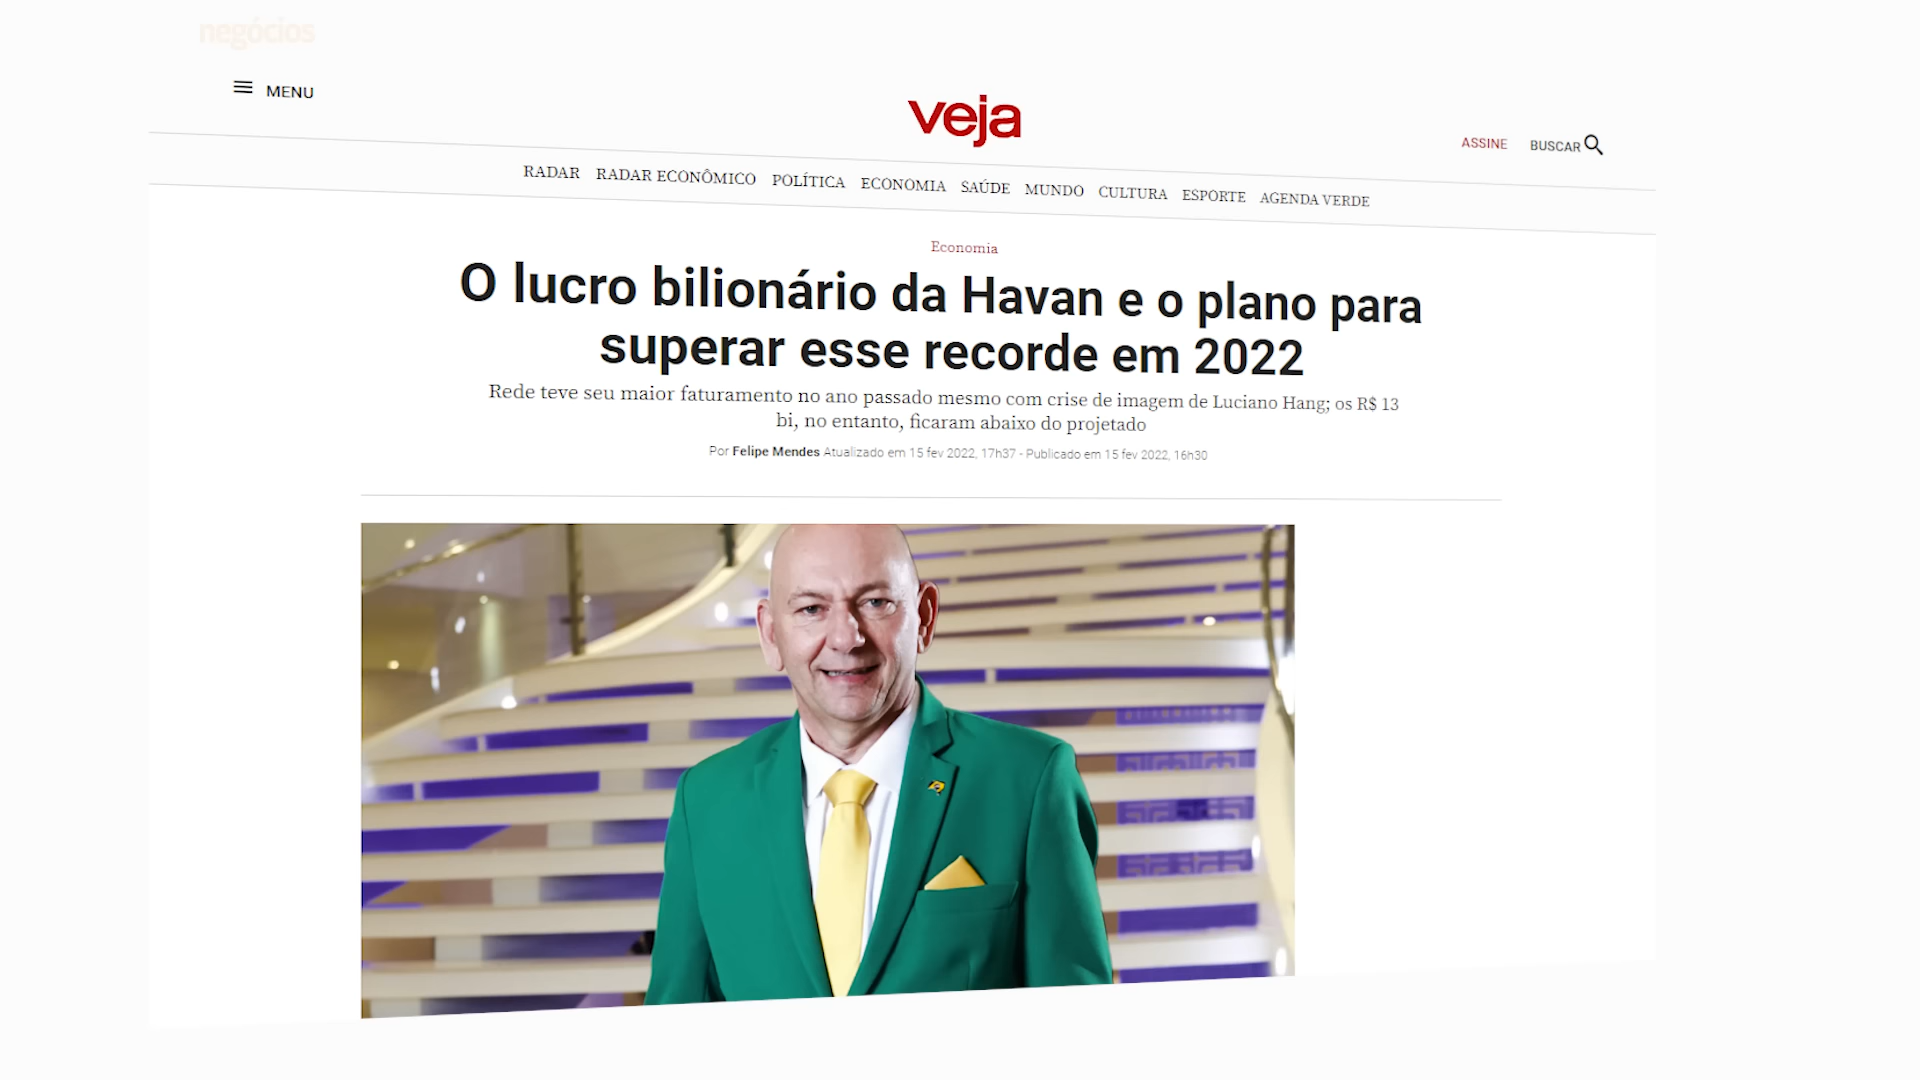 negócios
MENU
veja
ASSINE BUSCAR
RADAR RADAR ECONÔMICO POLÍTICA ECONOMIA SAÚDE MUNDO CULTURA ESPORTE AGENDA VERDE
Economia
O lucro bilionário da Havan e o plano para
superar esse recorde em 2022
Rede teve seu maior faturamento no ano passado mesmo com crise de imagem de Luciano Hang; os R$ 13
bi, no entanto, ficaram abaixo do projetado
Por Felipe Mendes Atualizado em 15 fev 2022, 17h37 - Publicado em 15 fev 2022, 16h30